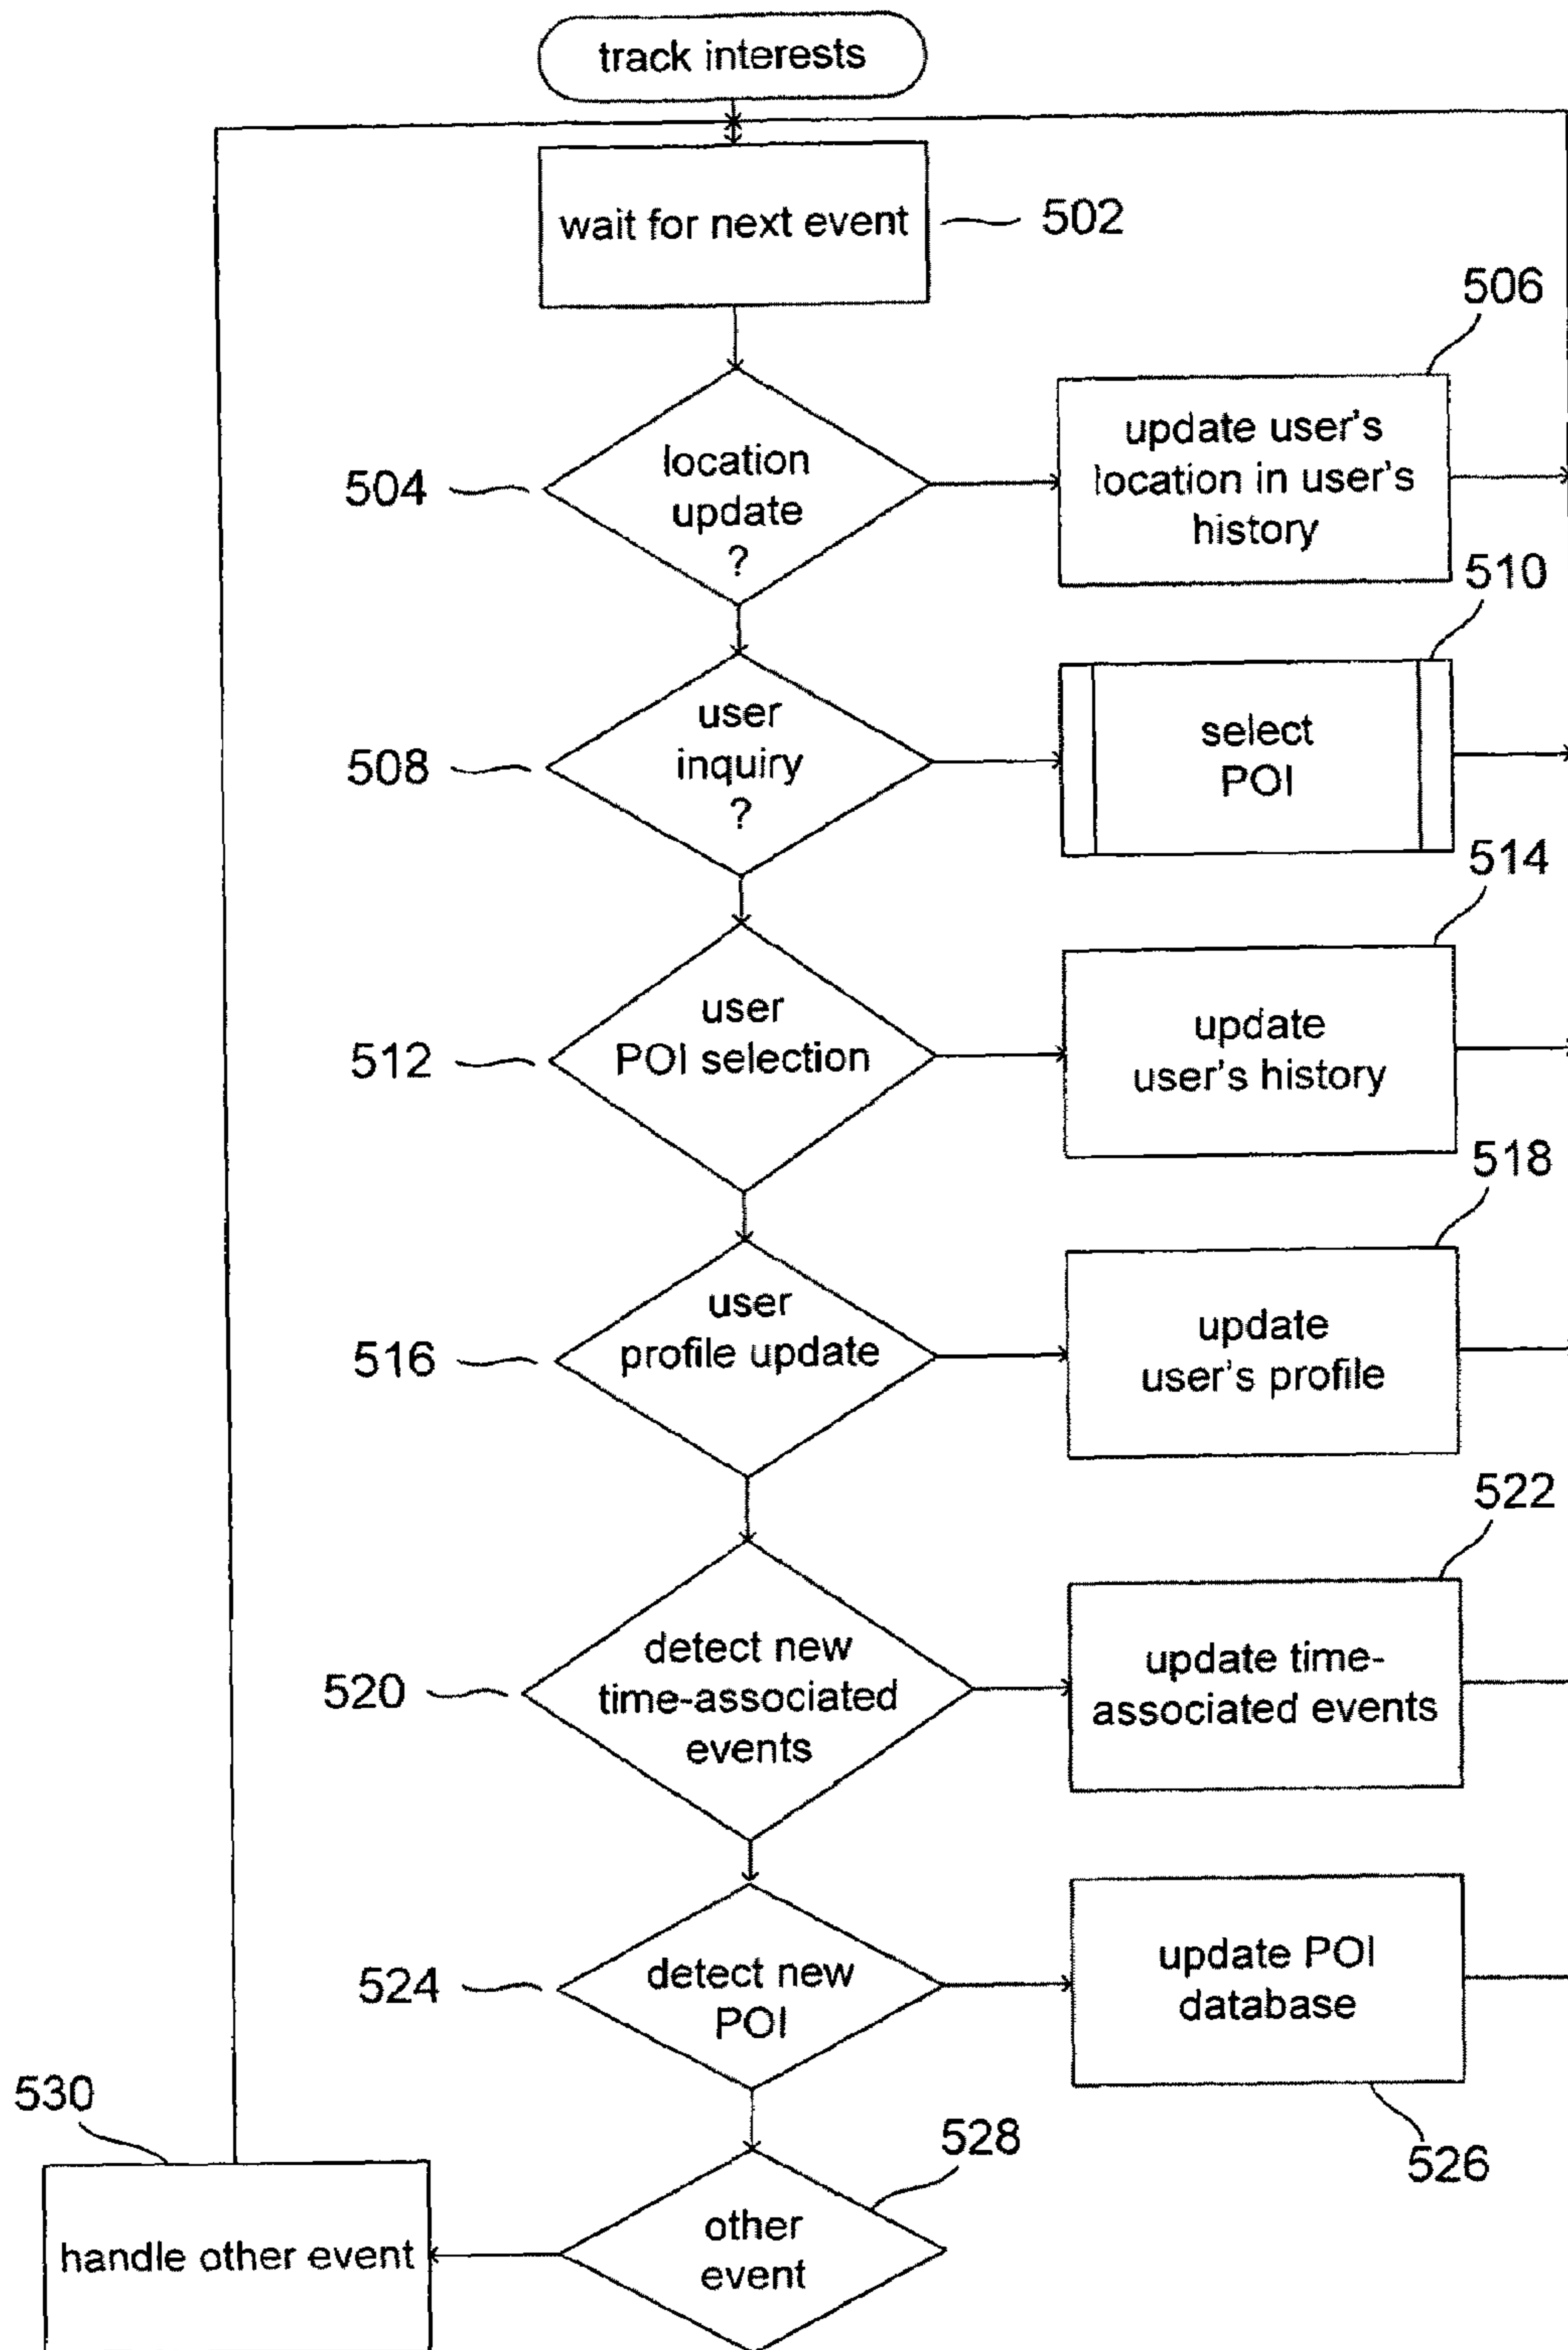 track interests
wait for next event
502
506
504
location
update
?
update user's
location in user's
history
510
508
user
inquiry
?
select
POI
514
512
user
POI selection
update
user's history
518
516
user
profile update
update
user's profile
522
520
detect new
time-associated
events
update time-
associated events
524
detect new
POI
update POI
database
526
530
528
handle other event
other
event